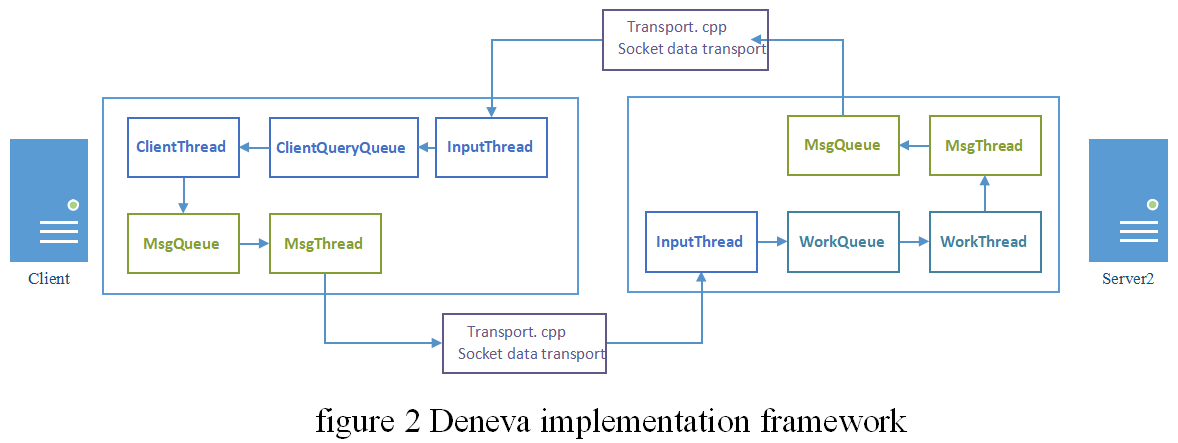 Transport. cpp
Socket data transport
ClientThread
ClientQueryQueue
InputThread
MsgQueue
MsgThread
MsgQueue
MsgThread
InputThread
WorkQueue
WorkThread
Client
Server2
Transport. cpp
Socket data transport
figure 2 Deneva implementation framework